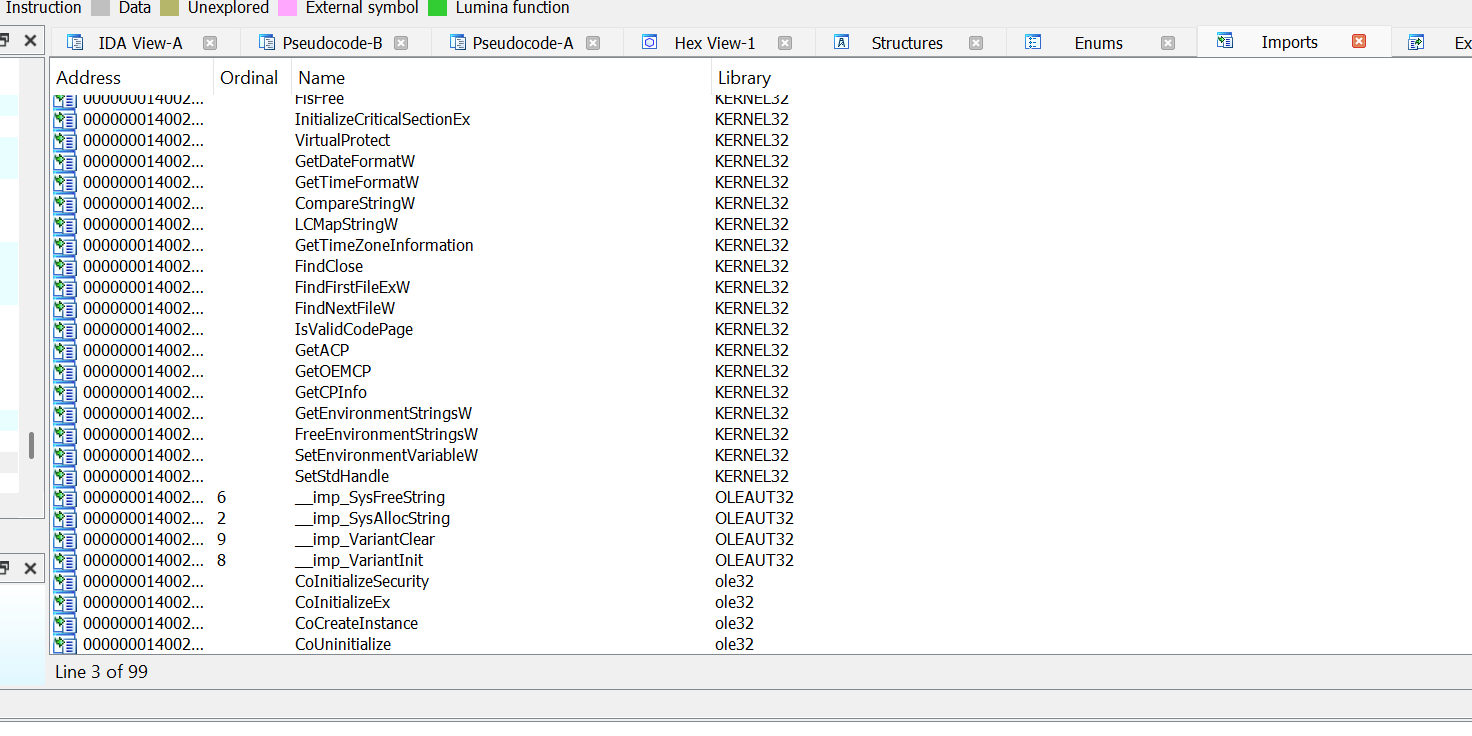 Instruction Data Unexplored External symbol Lumina function
IDA View-A Pseudocode-B Pseudocode-A Hex View-1 Structures Enums Imports Ex
Address Ordinal Name Library
000000014002... FlsFree KERNEL32
000000014002... InitializeCriticalSectionEx KERNEL32
000000014002... VirtualProtect KERNEL32
000000014002... GetDateFormatW KERNEL32
000000014002... GetTimeFormatW KERNEL32
000000014002... CompareStringW KERNEL32
000000014002... LCMapStringW KERNEL32
000000014002... GetTimeZoneInformation KERNEL32
000000014002... FindClose KERNEL32
000000014002... FindFirstFileExW KERNEL32
000000014002... FindNextFileW KERNEL32
000000014002... IsValidCodePage KERNEL32
000000014002... GetACP KERNEL32
000000014002... GetOEMCP KERNEL32
000000014002... GetCPInfo KERNEL32
000000014002... GetEnvironmentStringsW KERNEL32
000000014002... FreeEnvironmentStringsW KERNEL32
000000014002... SetEnvironmentVariableW KERNEL32
000000014002... SetStdHandle KERNEL32
000000014002... 6 __imp_SysFreeString OLEAUT32
000000014002... 2 __imp_SysAllocString OLEAUT32
000000014002... 9 __imp_VariantClear OLEAUT32
000000014002... 8 __imp_VariantInit OLEAUT32
000000014002... CoInitializeSecurity ole32
000000014002... CoInitializeEx ole32
000000014002... CoCreateInstance ole32
000000014002... CoUninitialize ole32
Line 3 of 99